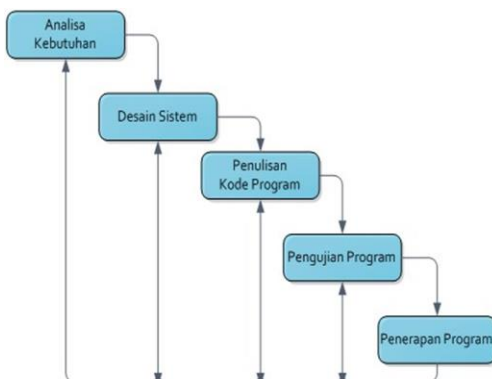 Analisa
Kebutuhan
Desain Sistem
Penulisan
Kode Program
Pengujian Program
Penerapan Program